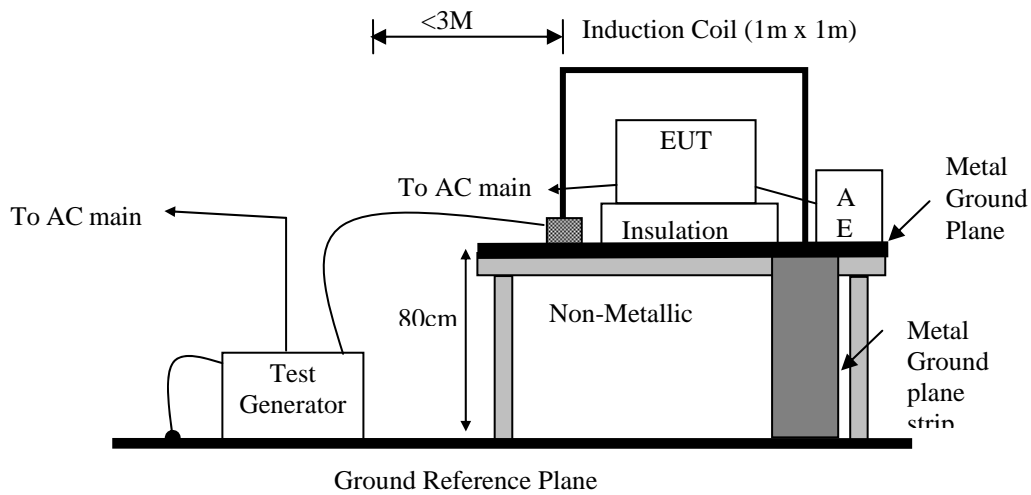 <3M
Induction Coil (1m x 1m)
EUT
Metal
Ground
Plane
To AC main
A
E
To AC main
Insulation
80cm
Non-Metallic
Metal
Ground
plane
strip
Test
Generator
Ground Reference Plane